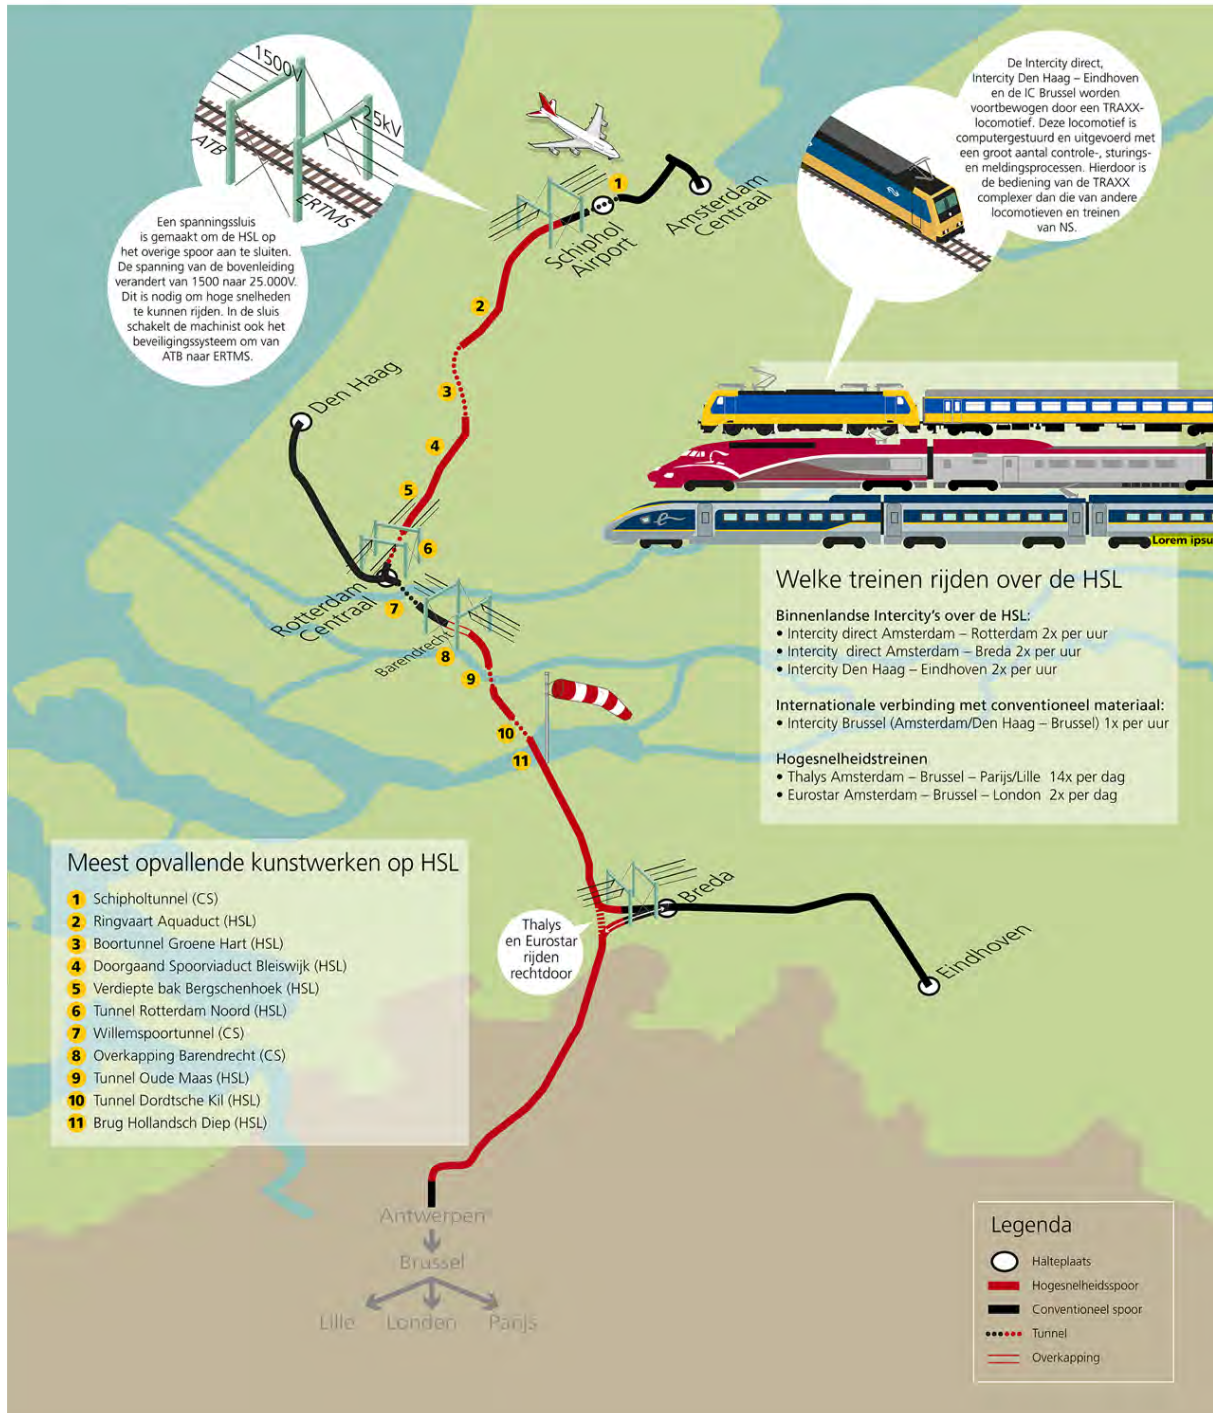 1500V
25kV
ATB
ERTMS
Een spanningssluis
is gemaakt om de HSL op
het overige spoor aan te sluiten.
De spanning van de bovenleiding
verandert van 1500 naar 25.000V.
Dit is nodig om hoge snelheden
te kunnen rijden. In de sluis
schakelt de machinist ook het
beveiligingssysteem om van
ATB naar ERTMS.
De Intercity direct,
Intercity Den Haag – Eindhoven
en de IC Brussel worden
voortbewogen door een TRAXX-
locomotief. Deze locomotief is
computergestuurd en uitgevoerd met
een groot aantal controle-, sturings-
en meldingsprocessen. Hierdoor is
de bediening van de TRAXX
complexer dan die van andere
locomotieven en treinen
van NS.
1
Amsterdam
Centraal
Schiphol
Airport
2
3
Den Haag
4
5
6
Rotterdam
Centraal
7
Barendrecht
8
9
10
11
Lorem ipsu
Welke treinen rijden over de HSL
Binnenlandse Intercity's over de HSL:
• Intercity direct Amsterdam – Rotterdam 2x per uur
• Intercity direct Amsterdam – Breda 2x per uur
• Intercity Den Haag – Eindhoven 2x per uur
Internationale verbinding met conventioneel materiaal:
• Intercity Brussel (Amsterdam/Den Haag – Brussel) 1x per uur
Hogesnelheidstreinen
• Thalys Amsterdam – Brussel – Parijs/Lille 14x per dag
• Eurostar Amsterdam – Brussel – London 2x per dag
Meest opvallende kunstwerken op HSL
1 Schipholtunnel (CS)
2 Ringvaart Aquaduct (HSL)
3 Boortunnel Groene Hart (HSL)
4 Doorgaand Spoorviaduct Bleiswijk (HSL)
5 Verdiepte bak Bergschenhoek (HSL)
6 Tunnel Rotterdam Noord (HSL)
7 Willemspoortunnel (CS)
8 Overkapping Barendrecht (CS)
9 Tunnel Oude Maas (HSL)
10 Tunnel Dordtsche Kil (HSL)
11 Brug Hollandsch Diep (HSL)
Breda
Thalys
en Eurostar
rijden
rechtdoor
Eindhoven
Antwerpen
Brussel
Lille Londen Parijs
Legenda
Halteplaats
Hogesnelheidsspoor
Conventioneel spoor
Tunnel
Overkapping